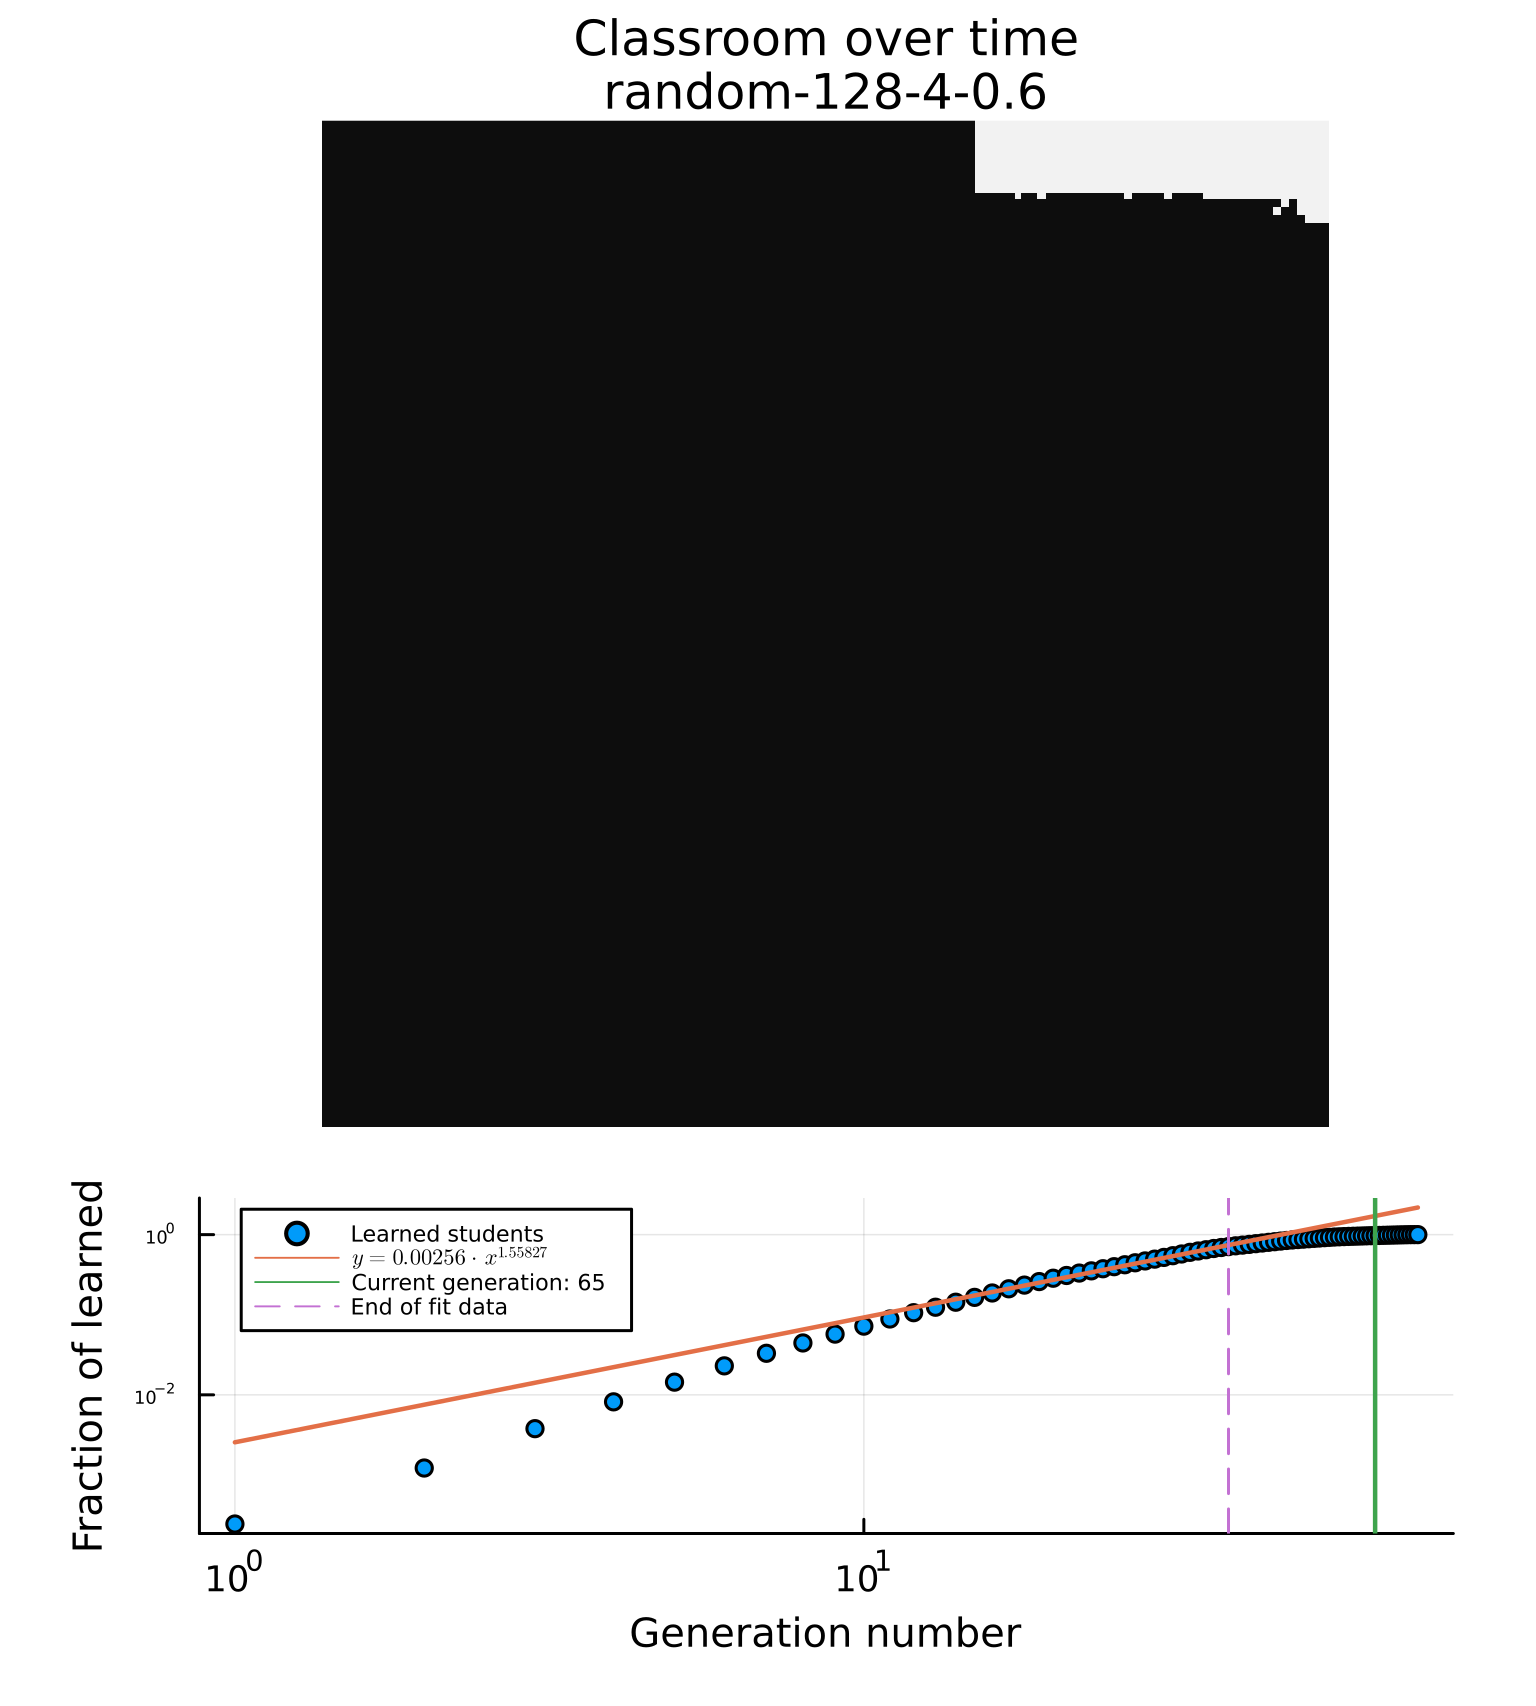 Classroom over time
random-128-4-0.6
Fraction of learned
10⁰
10⁻²
Learned students
y = 0.00256 · x^1.55827
Current generation: 65
End of fit data
10⁰
10¹
Generation number